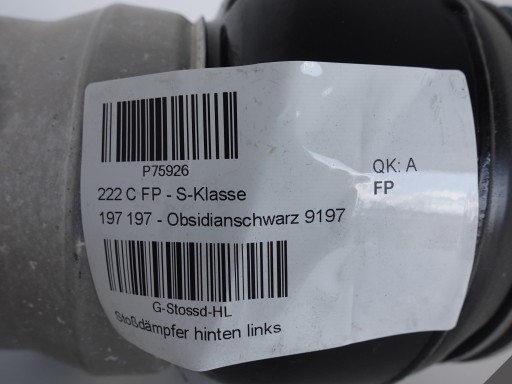 P75926
222 C FP - S-Klasse
QK: A
FP
197 197 - Obsidianschwarz 9197
G-Stossd-HL
Stoßdämpfer hinten links